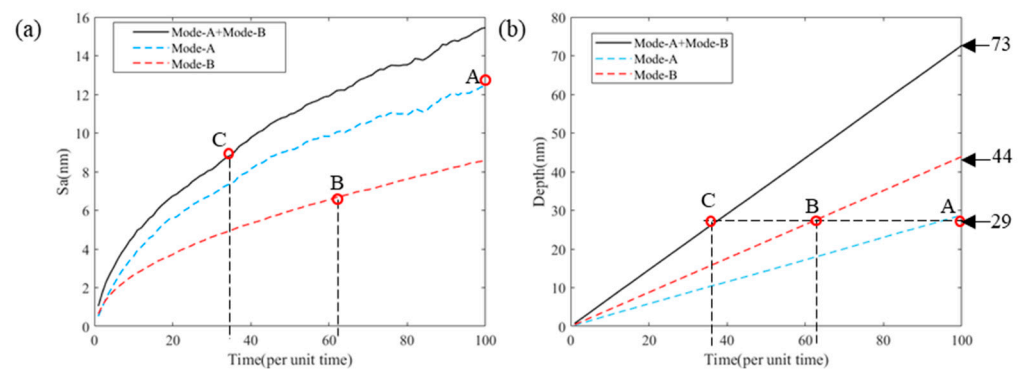 (a)
16
14
12
10
8
6
4
2
0
Sa(nm)
Mode-A+Mode-B
Mode-A
Mode-B
A
C
B
0
20
40
60
80
100
Time(per unit time)
(b)
80
70
60
50
40
30
20
10
0
Depth(nm)
Mode-A+Mode-B
Mode-A
Mode-B
73
44
29
C
B
A
0
20
40
60
80
100
Time(per unit time)